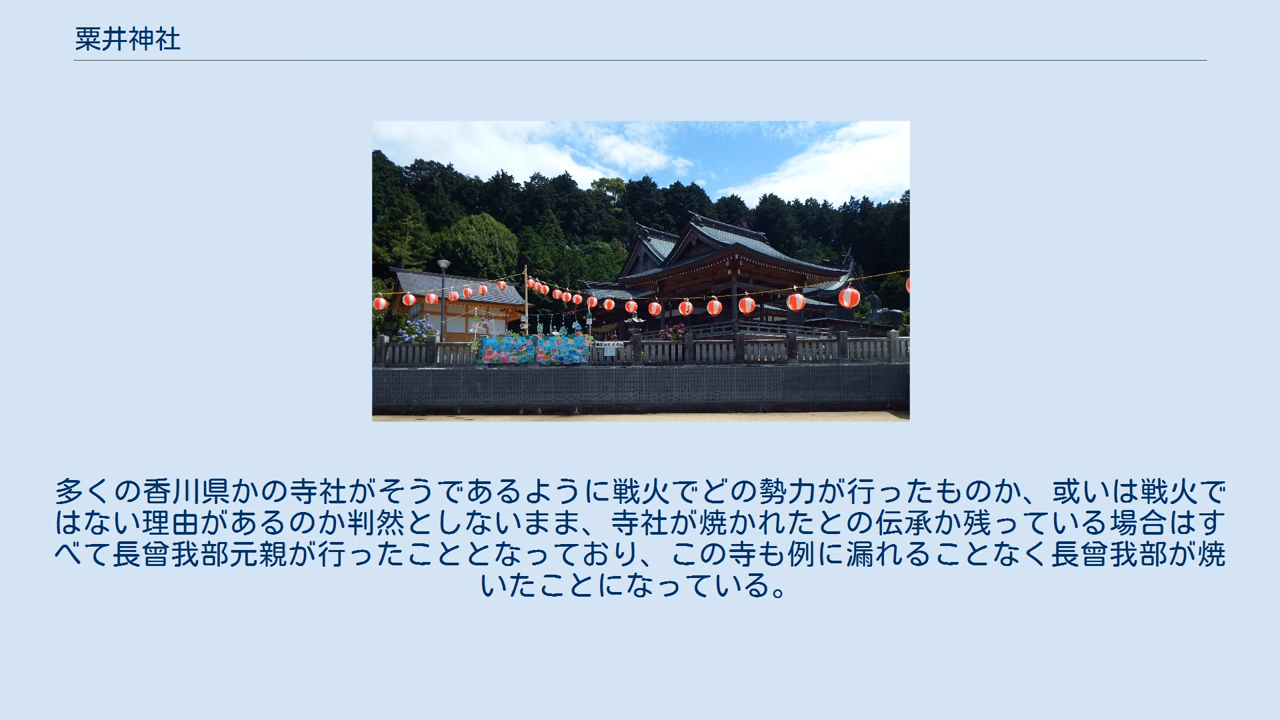 粟井神社
多くの香川県かの寺社がそうであるように戦火でどの勢力が行ったものか、或いは戦火で
はない理由があるのか判然としないまま、寺社が焼かれたとの伝承か残っている場合はす
べて長曾我部元親が行ったこととなっており、この寺も例に漏れることなく長曾我部が焼
いたことになっている。